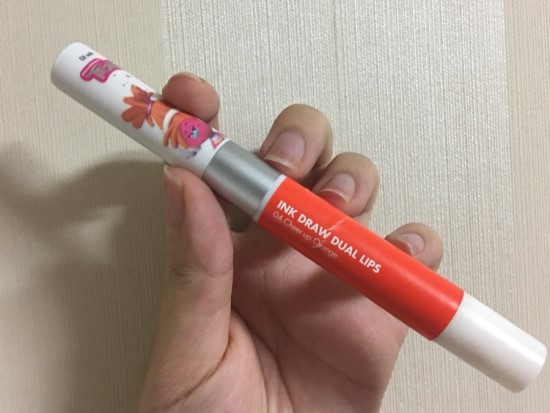 INK DRAW DUAL LIPS
04. Cheer up Orange